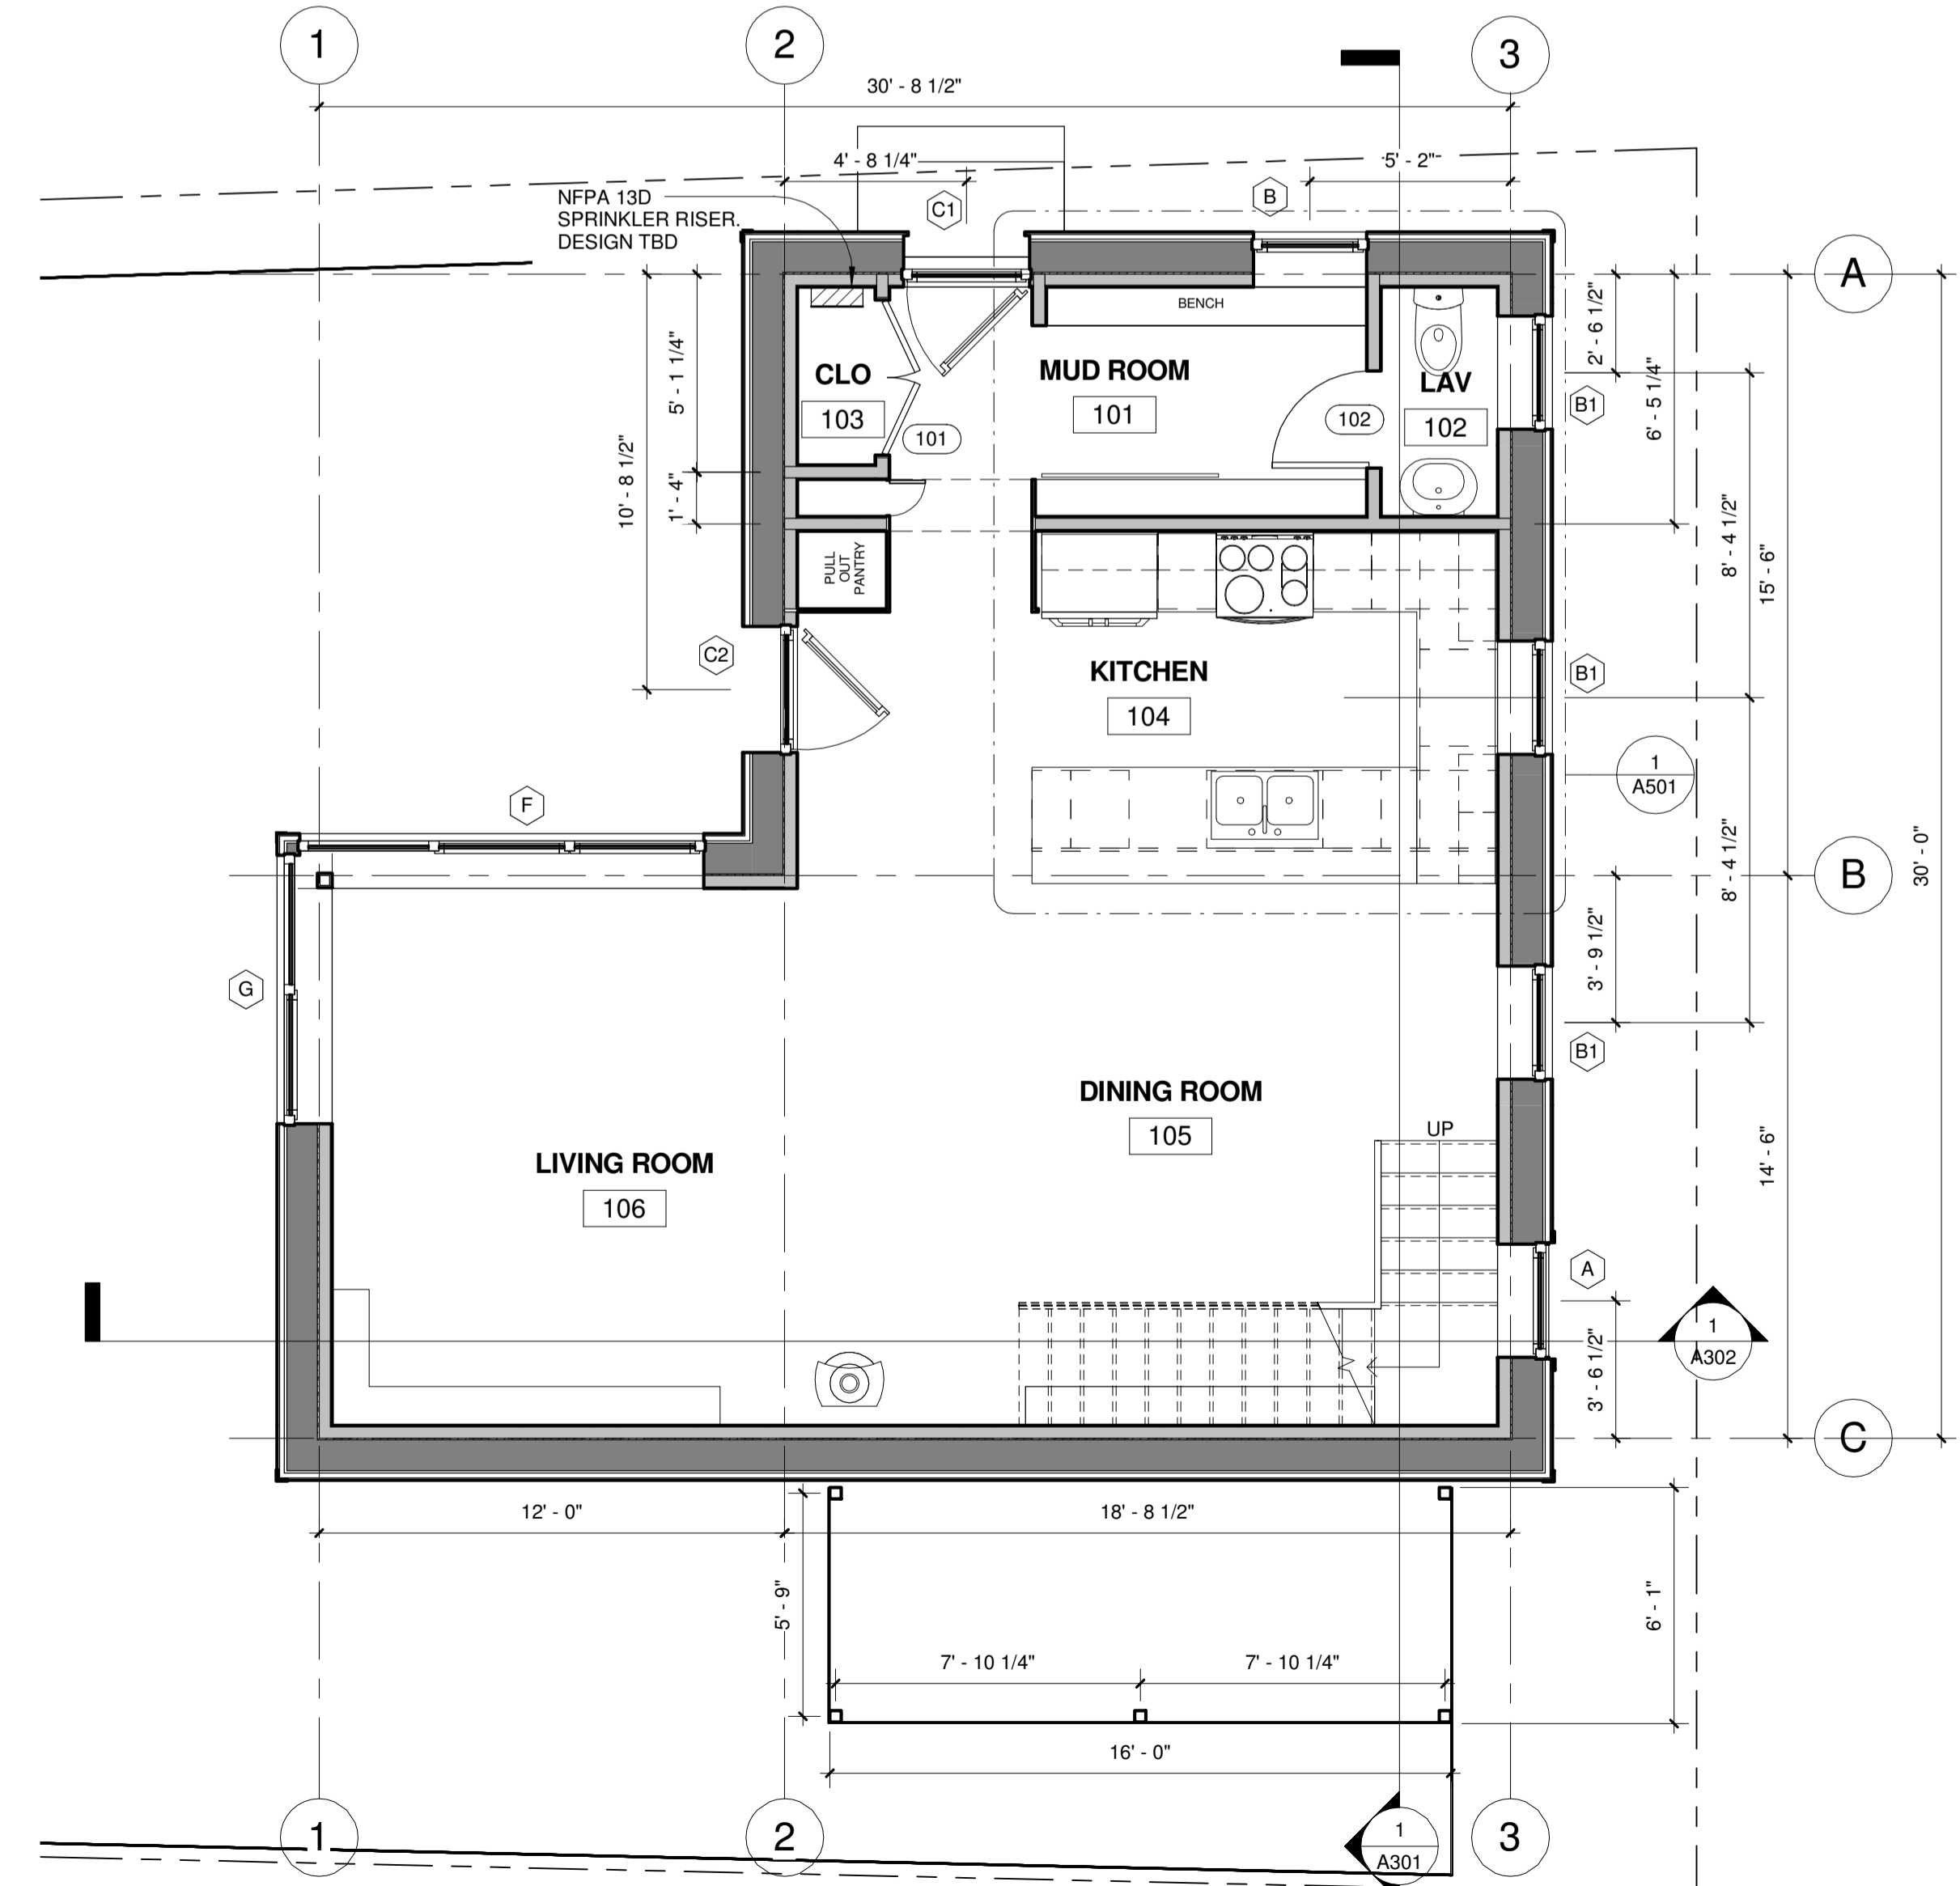 1
2
3
30' - 8 1/2"
4' - 8 1/4"
5' - 2"
NFPA 13D
SPRINKLER RISER.
DESIGN TBD
C1
B
A
BENCH
2' - 6 1/2"
5' - 1 1/4"
CLO
103
MUD ROOM
101
LAV
102
101
102
B1
6' - 5 1/4"
10' - 8 1/2"
1' - 4"
8' - 4 1/2"
15' - 6"
PULL
OUT
PANTRY
C2
KITCHEN
104
B1
1
A501
F
8' - 4 1/2"
B
30' - 0"
3' - 9 1/2"
G
B1
DINING ROOM
105
UP
LIVING ROOM
106
14' - 6"
A
1
A302
3' - 6 1/2"
C
12' - 0"
18' - 8 1/2"
5' - 9"
6' - 1"
7' - 10 1/4"
7' - 10 1/4"
16' - 0"
1
2
1
A301
3